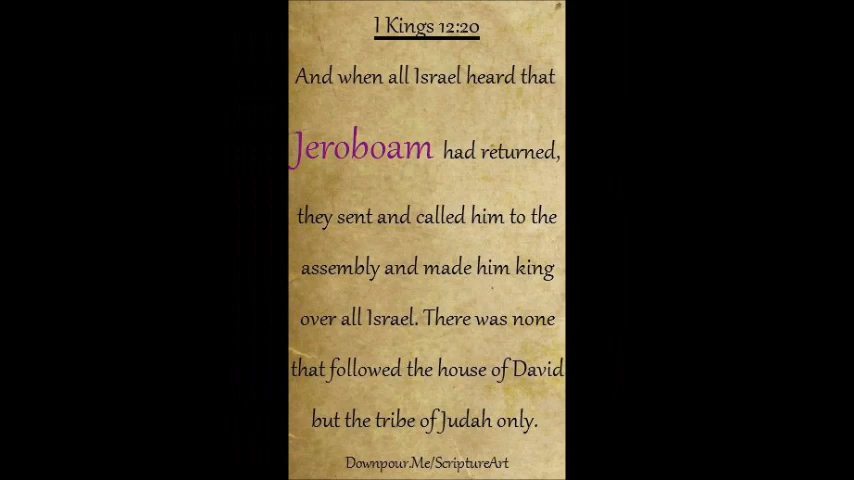 I Kings 12:20
And when all Israel heard that
Jeroboam had returned,
they sent and called him to the
assembly and made him king
over all Israel. There was none
that followed the house of David
but the tribe of Judah only.
Downpour.Me/ScriptureArt